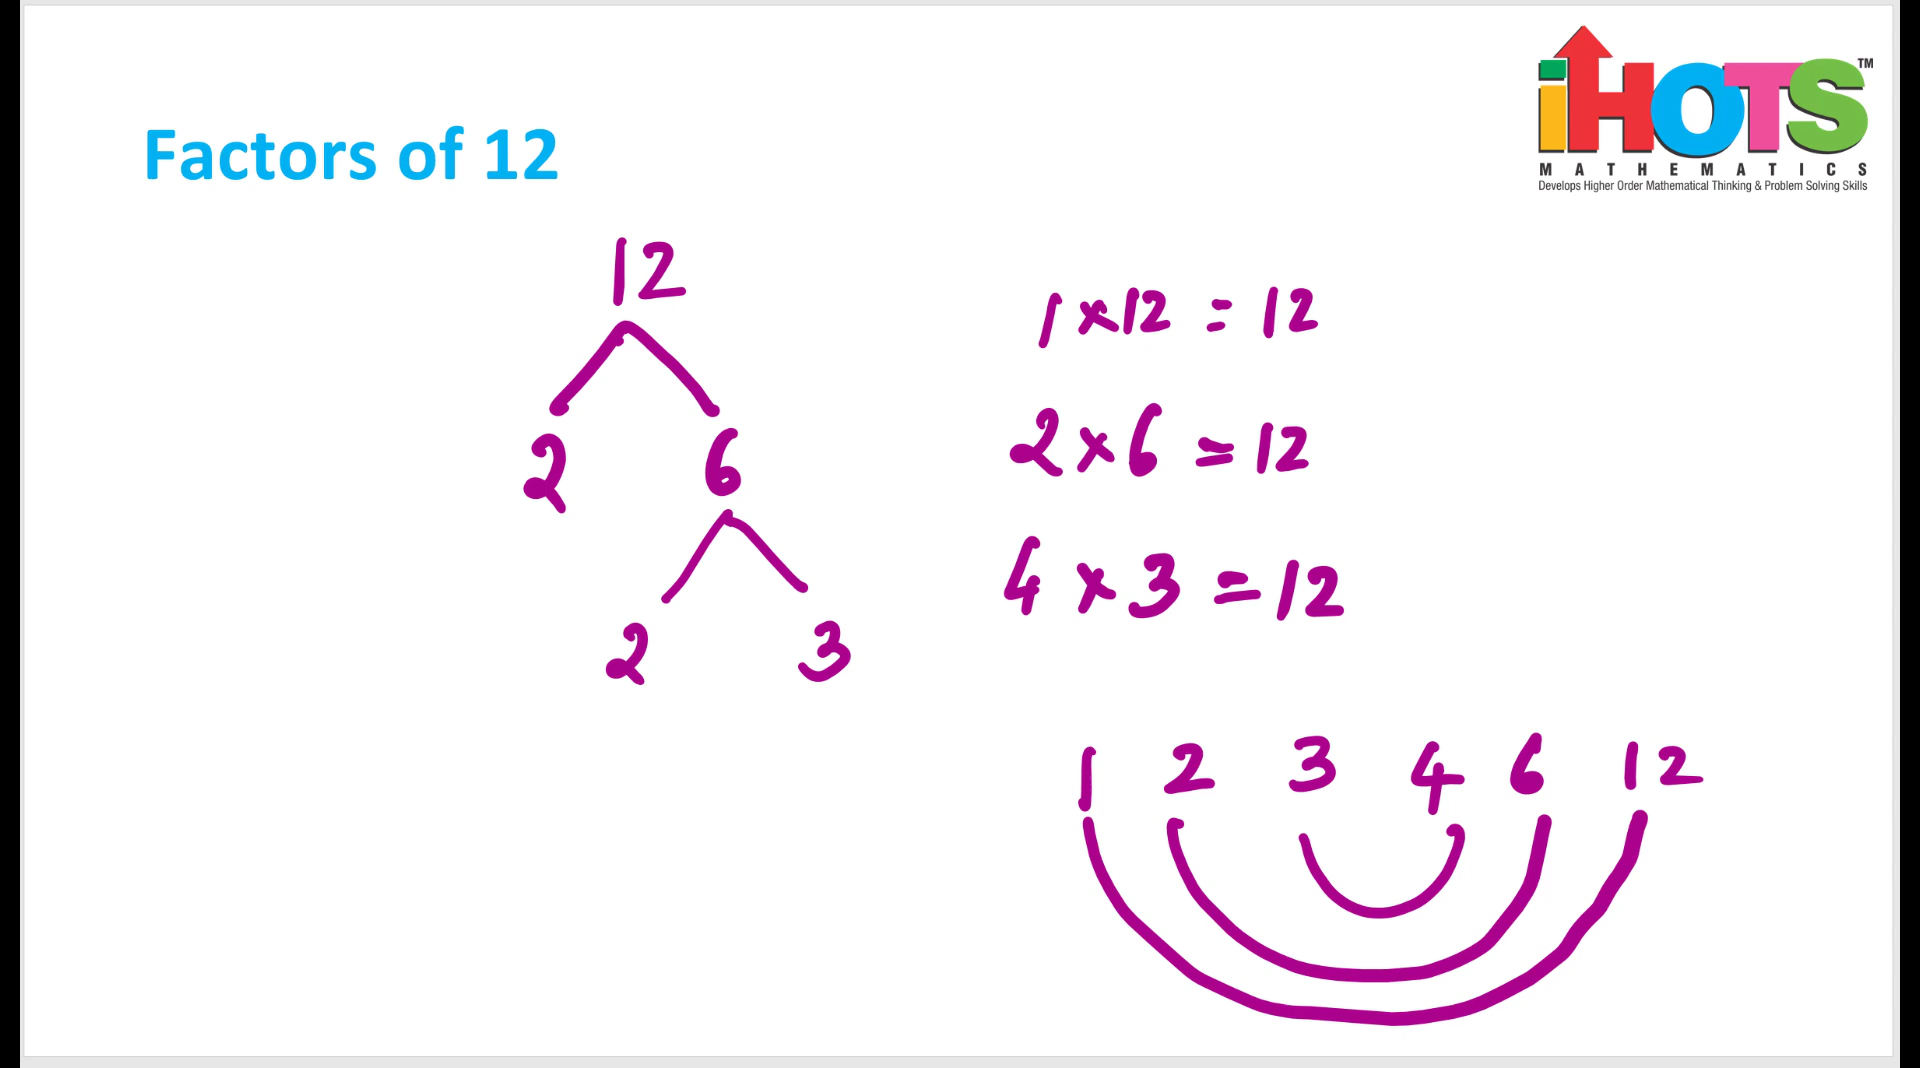 iHOTS™
MATHEMATICS
Develops Higher Order Mathematical Thinking & Problem Solving Skills
Factors of 12
12
2 6
2 3
1 × 12 = 12
2 × 6 = 12
4 × 3 = 12
1 2 3 4 6 12